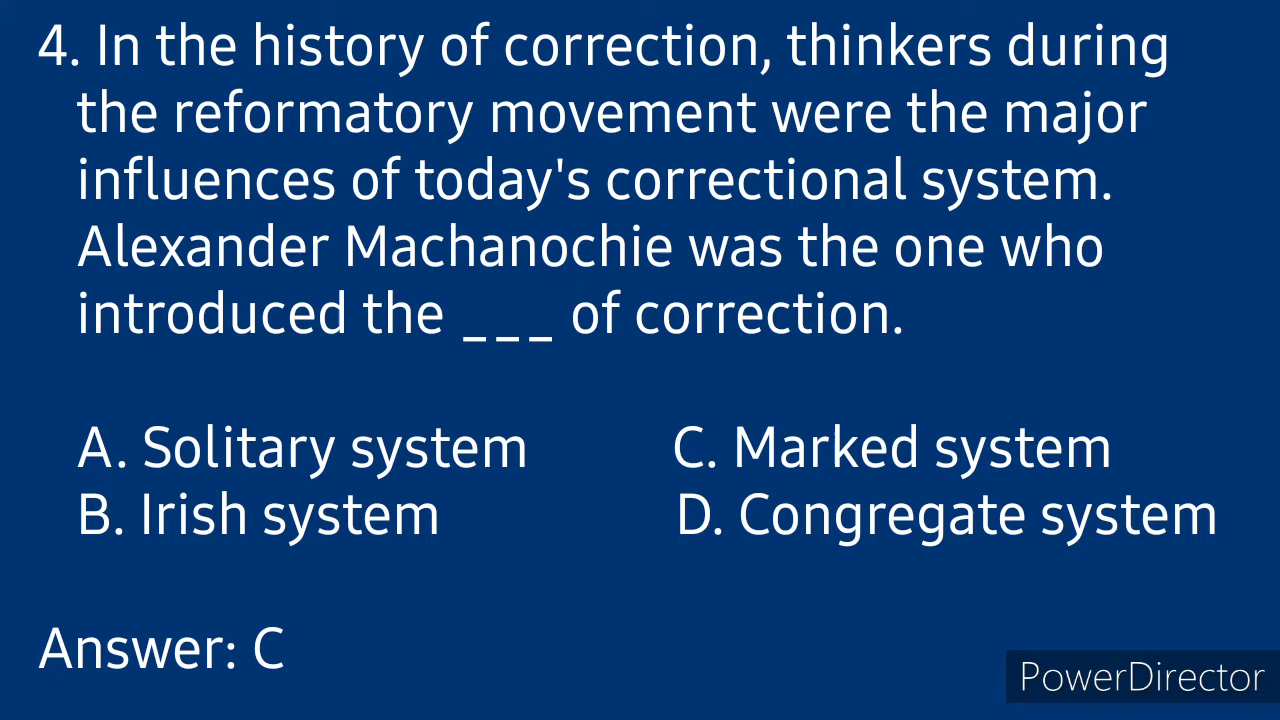 4. In the history of correction, thinkers during
the reformatory movement were the major
influences of today's correctional system.
Alexander Machanochie was the one who
introduced the _ _ _ of correction.
A. Solitary system C. Marked system
B. Irish system D. Congregate system
Answer: C
PowerDirector